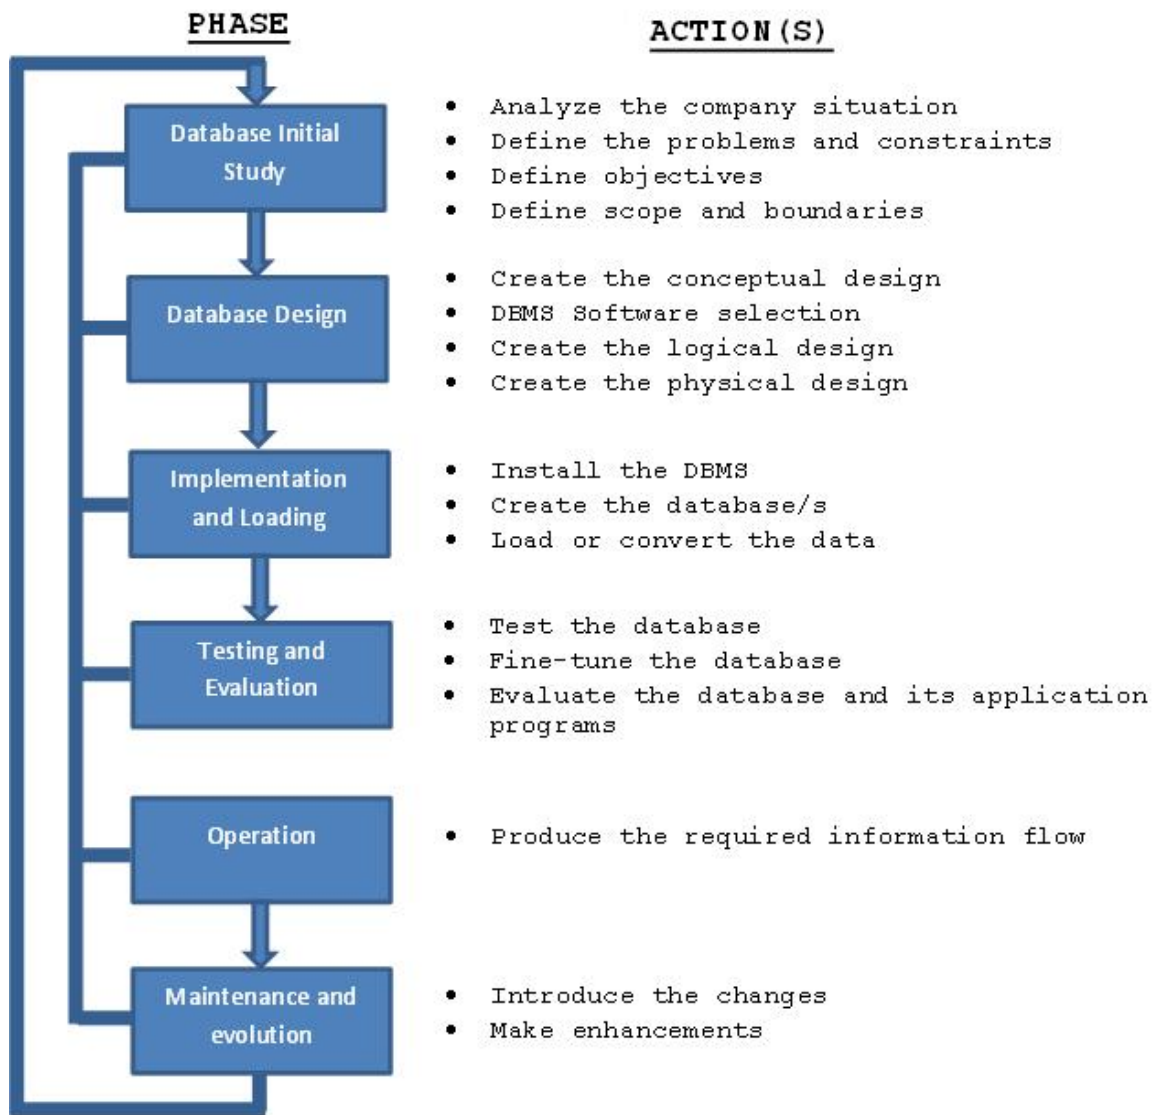 PHASE
ACTION(S)
Database Initial
Study
• Analyze the company situation
• Define the problems and constraints
• Define objectives
• Define scope and boundaries
Database Design
• Create the conceptual design
• DBMS Software selection
• Create the logical design
• Create the physical design
Implementation
and Loading
• Install the DBMS
• Create the database/s
• Load or convert the data
Testing and
Evaluation
• Test the database
• Fine-tune the database
• Evaluate the database and its application
programs
Operation
• Produce the required information flow
Maintenance and
evolution
• Introduce the changes
• Make enhancements